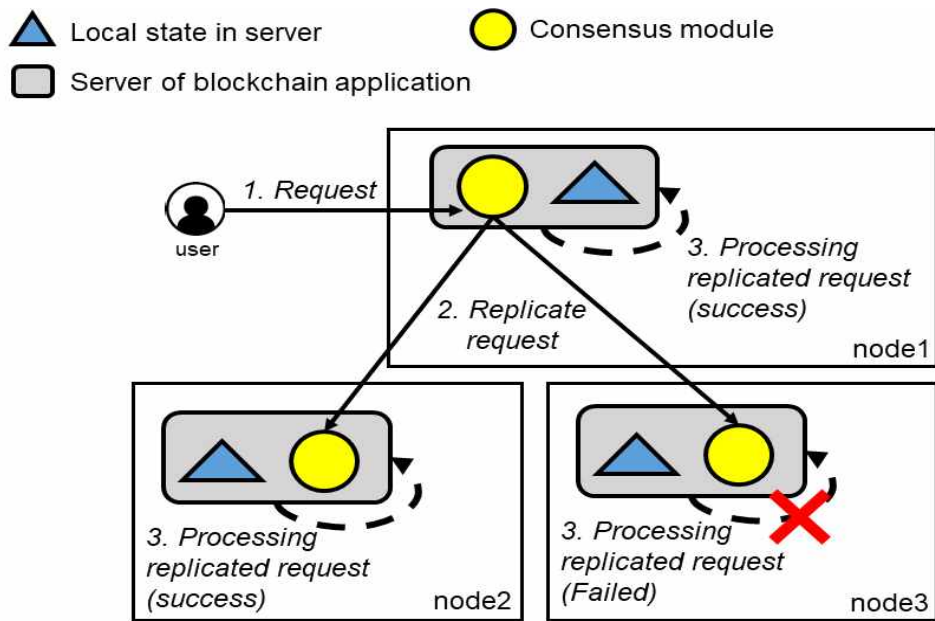 Local state in server
Consensus module
Server of blockchain application
1. Request
user
3. Processing
replicated request
(success)
2. Replicate
request
node1
3. Processing
replicated request
(success)
node2
3. Processing
replicated request
(Failed)
node3